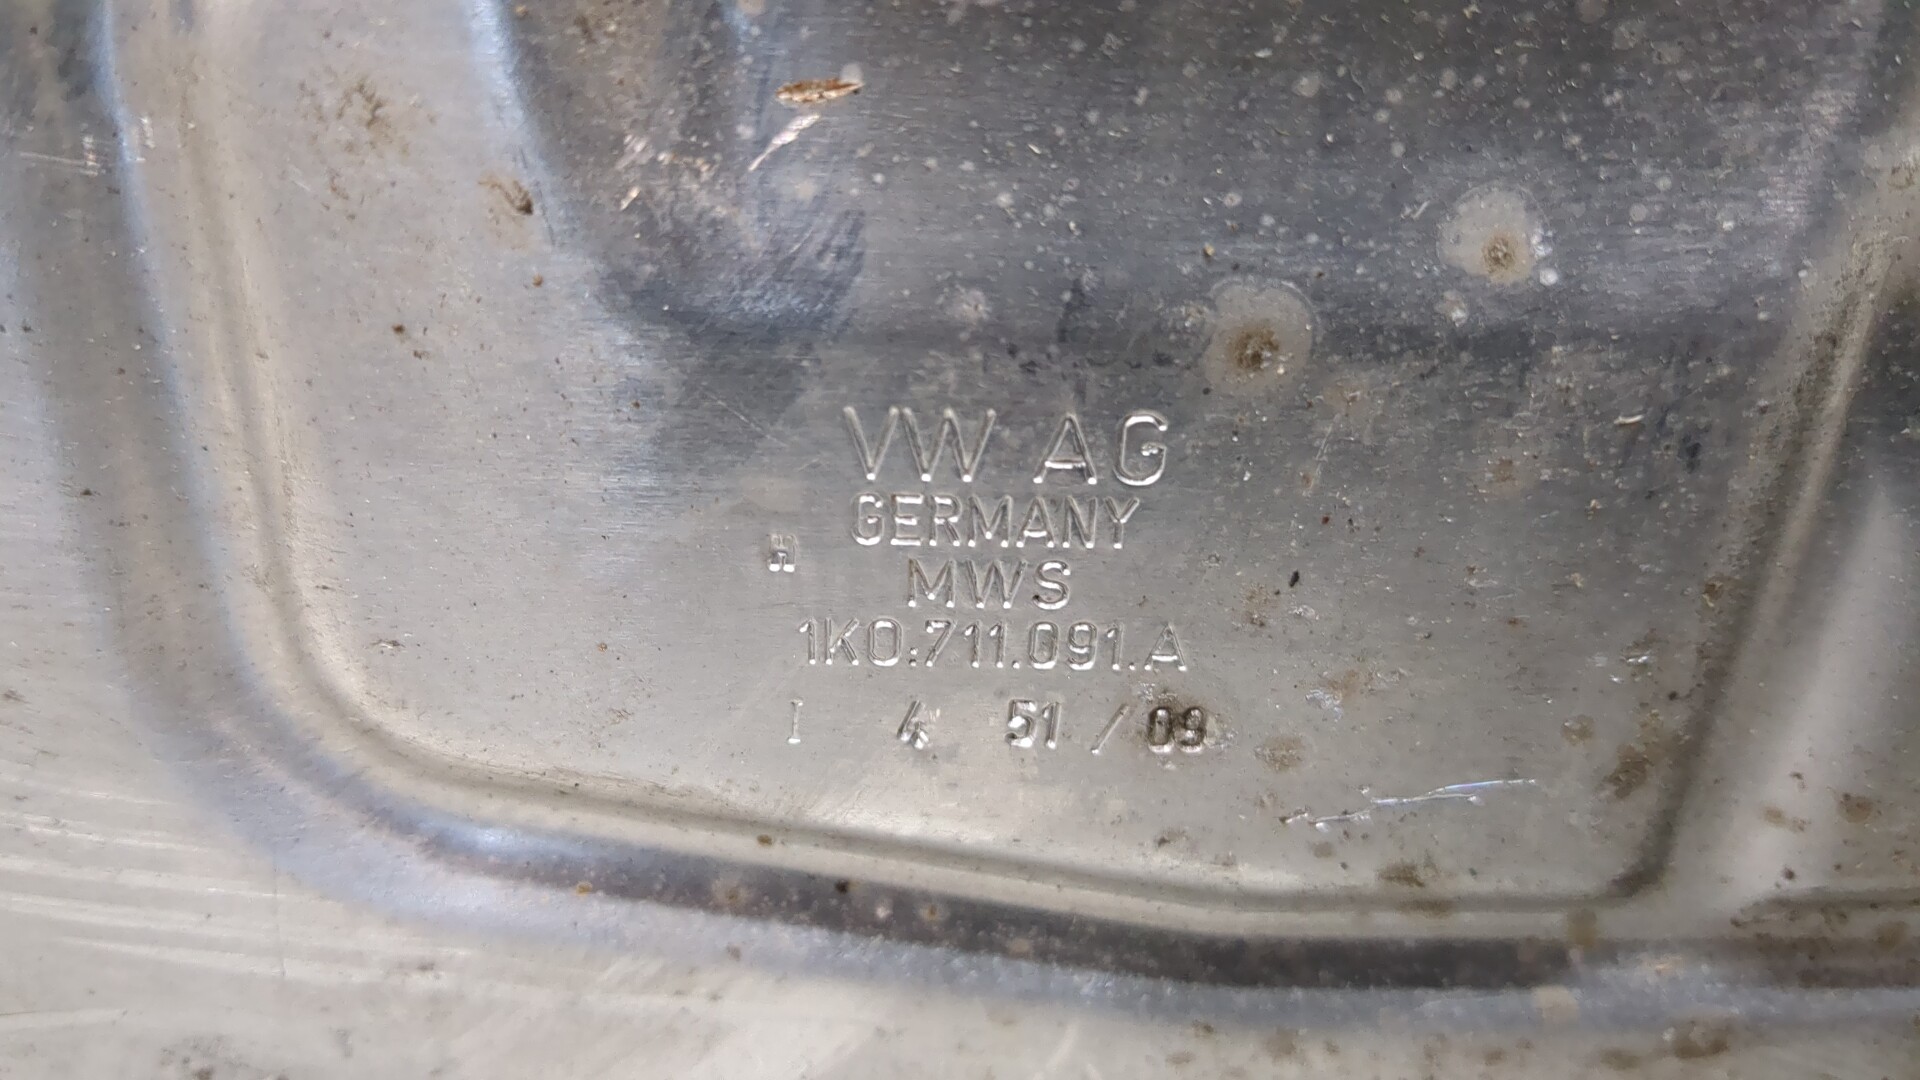 VW AG
GERMANY
H
MWS
1K0.711.091.A
I 4 51 / 09